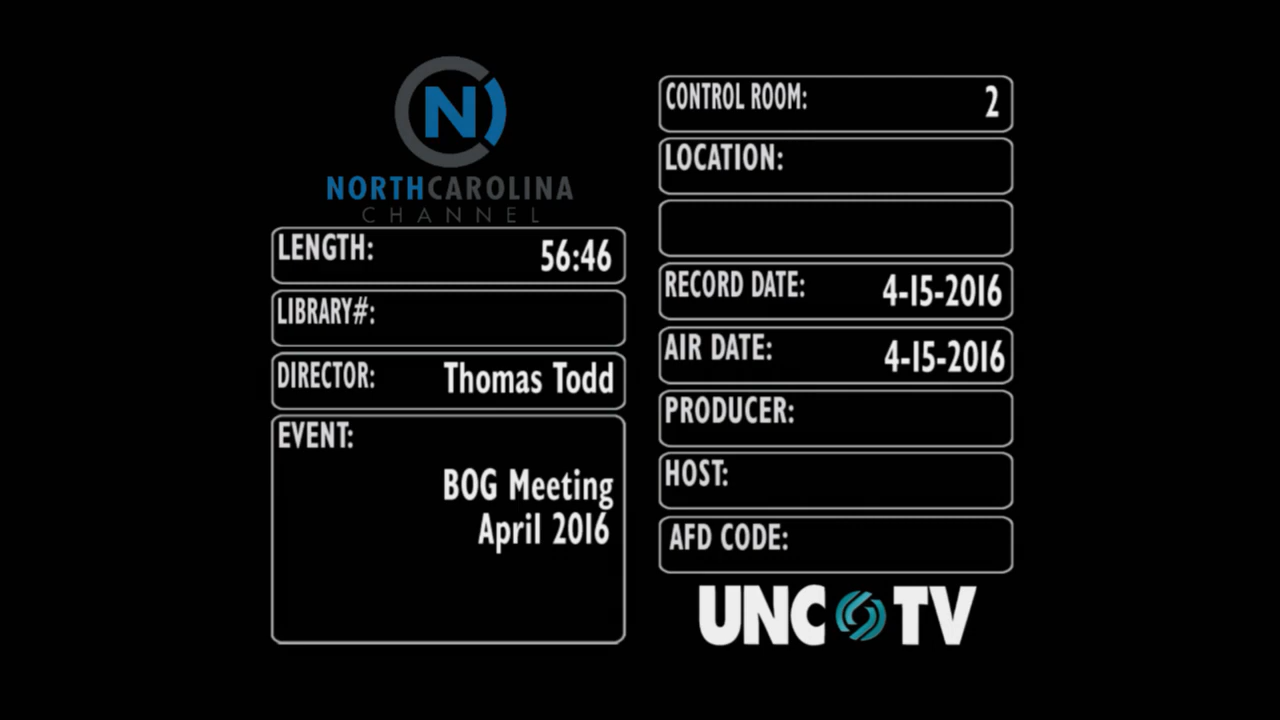 N
NORTHCAROLINA
CHANNEL
LENGTH: 56:46
LIBRARY#:
DIRECTOR: Thomas Todd
EVENT:
BOG Meeting
April 2016
CONTROL ROOM: 2
LOCATION:
RECORD DATE: 4-15-2016
AIR DATE: 4-15-2016
PRODUCER:
HOST:
AFD CODE:
UNC TV